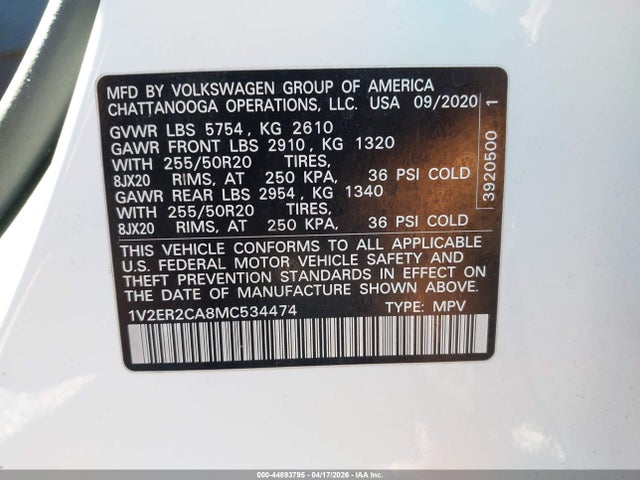 MFD BY VOLKSWAGEN GROUP OF AMERICA
CHATTANOOGA OPERATIONS, LLC. USA 09/2020
GVWR LBS 5754 , KG 2610
GAWR FRONT LBS 2910 , KG 1320
WITH 255/50R20 TIRES,
8JX20 RIMS, AT 250 KPA, 36 PSI COLD
GAWR REAR LBS 2954 , KG 1340
WITH 255/50R20 TIRES,
8JX20 RIMS, AT 250 KPA, 36 PSI COLD
THIS VEHICLE CONFORMS TO ALL APPLICABLE
U.S. FEDERAL MOTOR VEHICLE SAFETY AND
THEFT PREVENTION STANDARDS IN EFFECT ON
THE DATE OF MANUFACTURE SHOWN ABOVE.
1V2ER2CA8MC534474 TYPE: MPV
3920500 1
000-44893795 - 04/17/2026 - IAAI.COM